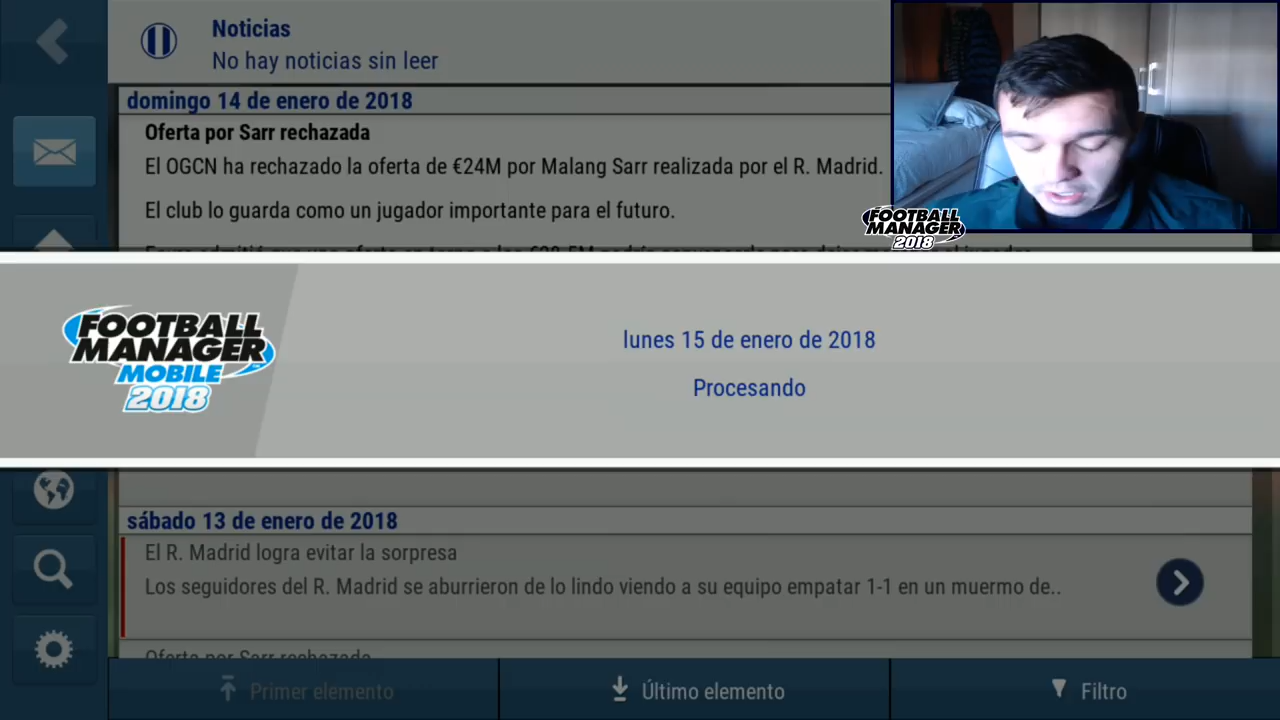 Noticias
No hay noticias sin leer
domingo 14 de enero de 2018
Oferta por Sarr rechazada
El OGCN ha rechazado la oferta de €24M por Malang Sarr realizada por el R. Madrid.
El club lo guarda como un jugador importante para el futuro.
FOOTBALL
MANAGER
2018
FOOTBALL
MANAGER
MOBILE
2018
lunes 15 de enero de 2018
Procesando
sábado 13 de enero de 2018
El R. Madrid logra evitar la sorpresa
Los seguidores del R. Madrid se aburrieron de lo lindo viendo a su equipo empatar 1-1 en un muermo de..
Oferta por Sarr rechazada
Primer elemento
Último elemento
Filtro